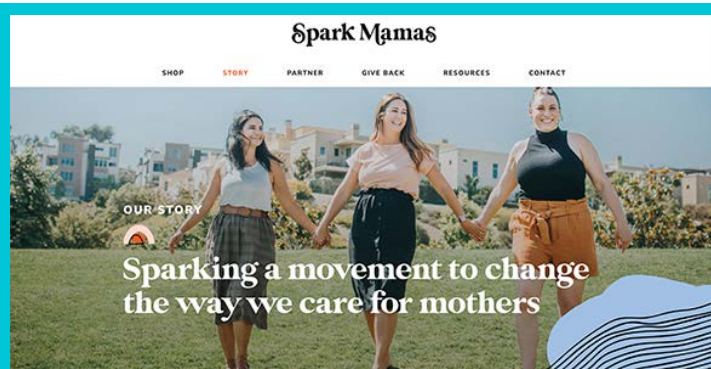 Spark Mamas
SHOP STORY PARTNER GIVE BACK RESOURCES CONTACT
OUR STORY
Sparking a movement to change
the way we care for mothers